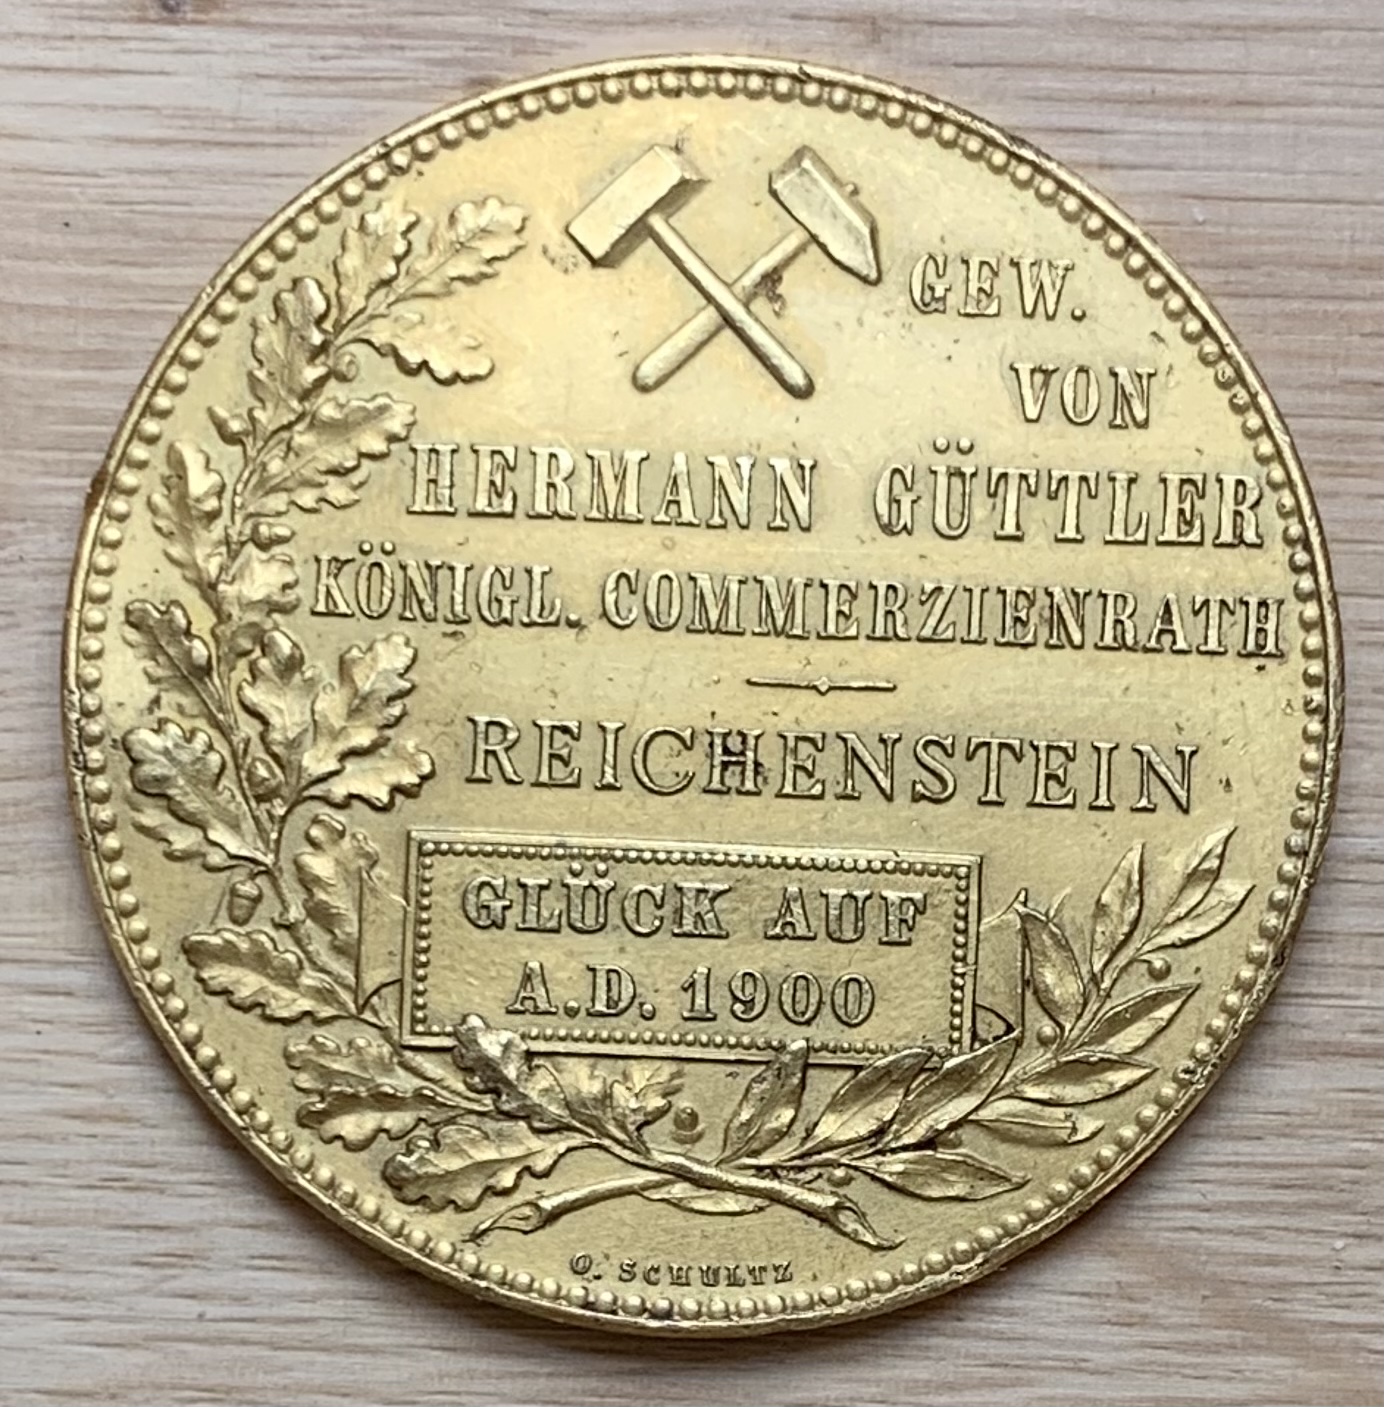 GEW.
VON
HERMANN GÜTTLER
KÖNIGL. COMMERZIENRATH
REICHENSTEIN
GLÜCK AUF
A.D. 1900
O. SCHULTZ